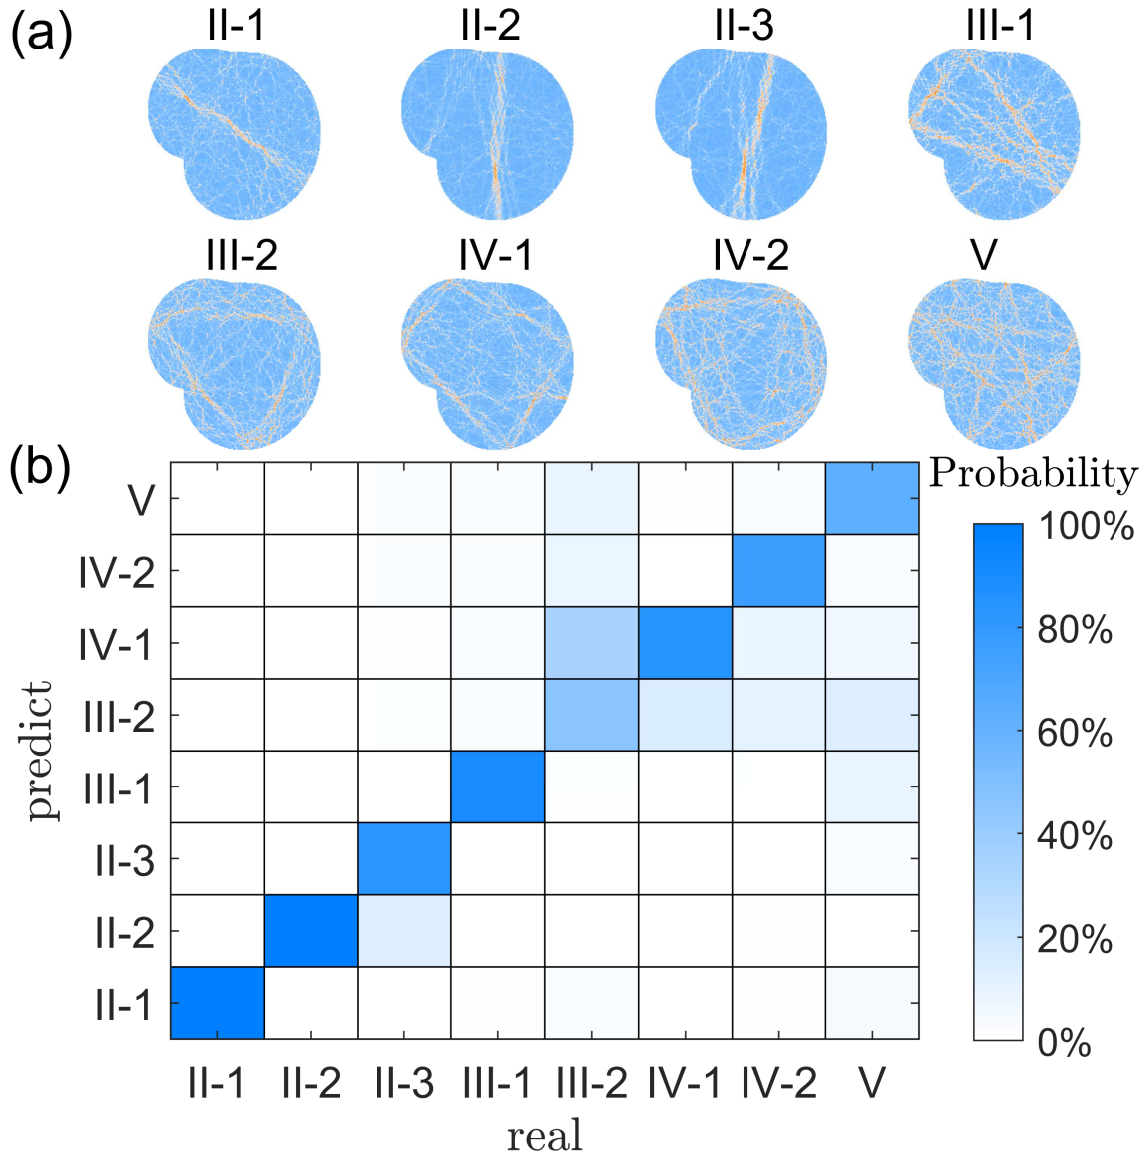 (a)
II-1 II-2 II-3 III-1
III-2 IV-1 IV-2 V
(b)
Probability
V
IV-2
IV-1
III-2
III-1
II-3
II-2
II-1
predict
100%
80%
60%
40%
20%
0%
II-1 II-2 II-3 III-1 III-2 IV-1 IV-2 V
real